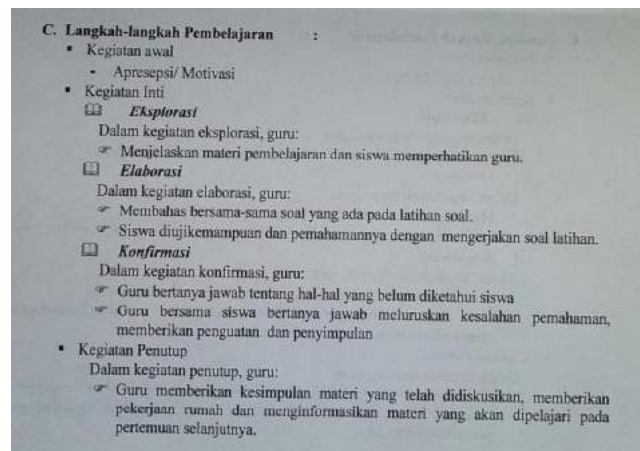 C. Langkah-langkah Pembelajaran :
Kegiatan awal
- Apresepsi/ Motivasi
Kegiatan Inti
Eksplorasi
Dalam kegiatan eksplorasi, guru:
Menjelaskan materi pembelajaran dan siswa memperhatikan guru.
Elaborasi
Dalam kegiatan elaborasi, guru:
Membahas bersama-sama soal yang ada pada latihan soal.
Siswa diujikemampuan dan pemahamannya dengan mengerjakan soal latihan.
Konfirmasi
Dalam kegiatan konfirmasi, guru:
Guru bertanya jawab tentang hal-hal yang belum diketahui siswa
Guru bersama siswa bertanya jawab meluruskan kesalahan pemahaman,
memberikan penguatan dan penyimpulan
Kegiatan Penutup
Dalam kegiatan penutup, guru:
Guru memberikan kesimpulan materi yang telah didiskusikan, memberikan
pekerjaan rumah dan menginformasikan materi yang akan dipelajari pada
pertemuan selanjutnya.